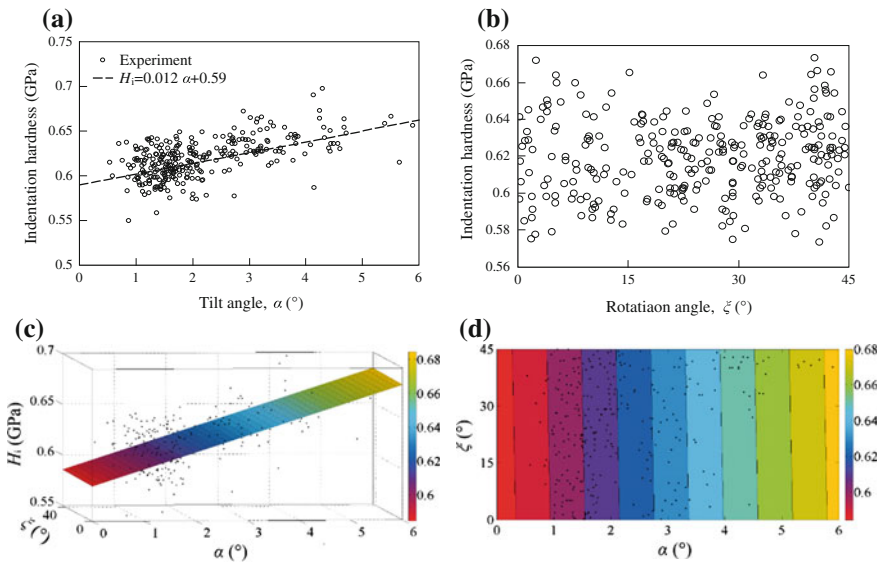 (a)
Indentation hardness (GPa)
0.75
0.7
0.65
0.6
0.55
0.5
Experiment
Hi=0.012 α+0.59
0 1 2 3 4 5 6
Tilt angle, α (°)
(b)
Indentation hardness (GPa)
0.68
0.66
0.64
0.62
0.6
0.58
0.56
0 15 30 45
Rotatiaon angle, ξ (°)
(c)
Hi (GPa)
0.7
0.65
0.6
0.55
40
0
ξ (°)
0 1 2 3 4 5 6
α (°)
0.68
0.66
0.64
0.62
0.6
(d)
ξ (°)
45
30
15
0
0 1 2 3 4 5 6
α (°)
0.68
0.66
0.64
0.62
0.6